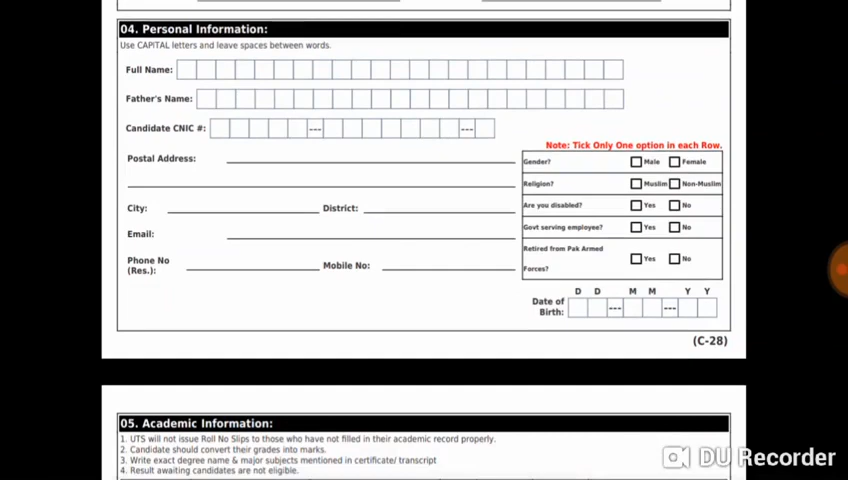 04. Personal Information:
Use CAPITAL letters and leave spaces between words.
Full Name:
Father's Name:
Candidate CNIC #: --- ---
Note: Tick Only One option in each Row.
Postal Address:
Gender? Male Female
Religion? Muslim Non-Muslim
Are you disabled? Yes No
City: District:
Govt serving employee? Yes No
Email:
Retired from Pak Armed
Forces? Yes No
Phone No
(Res.): Mobile No:
D D M M Y Y
Date of
Birth: --- ---
(C-28)
05. Academic Information:
1. UTS will not issue Roll No Slips to those who have not filled in their academic record properly.
2. Candidate should convert their grades into marks.
3. Write exact degree name & major subjects mentioned in certificate/ transcript
4. Result awaiting candidates are not eligible.
DU Recorder